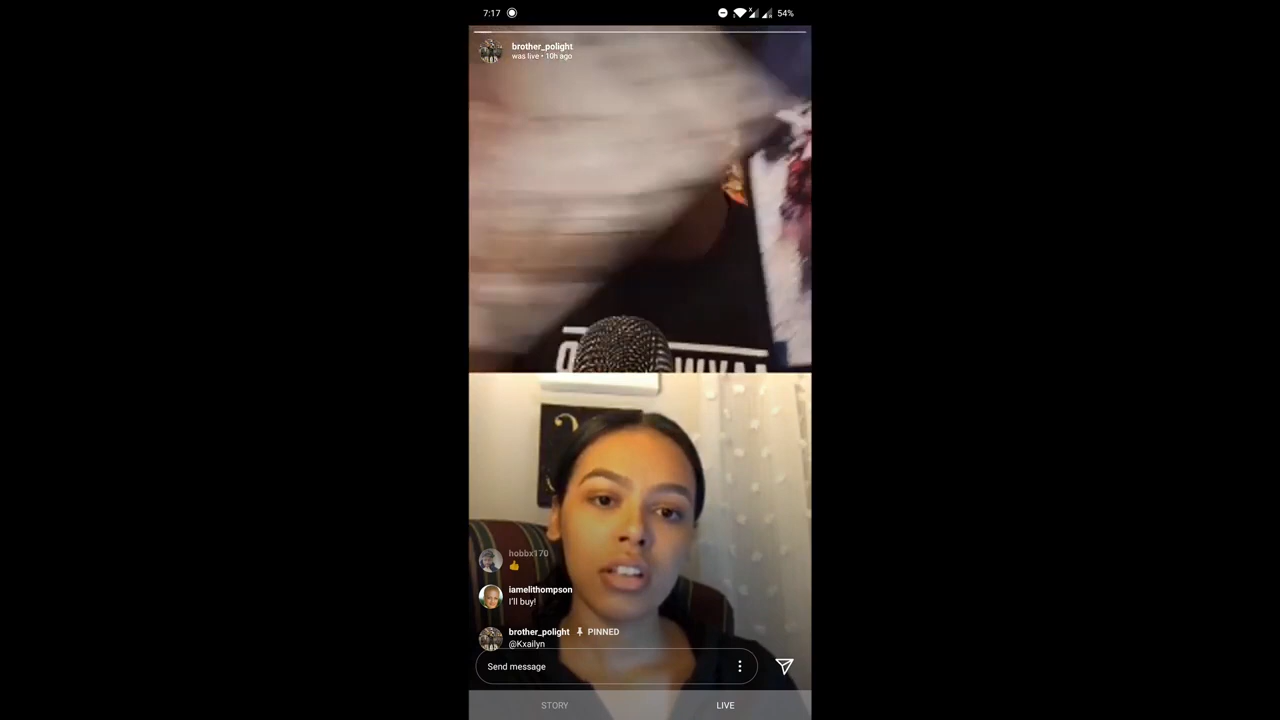 7:17
54%
brother_polight
was live • 10h ago
hobbx170
👍
iamelithompson
I'll buy!
brother_polight PINNED
@Kxailyn
Send message
STORY
LIVE